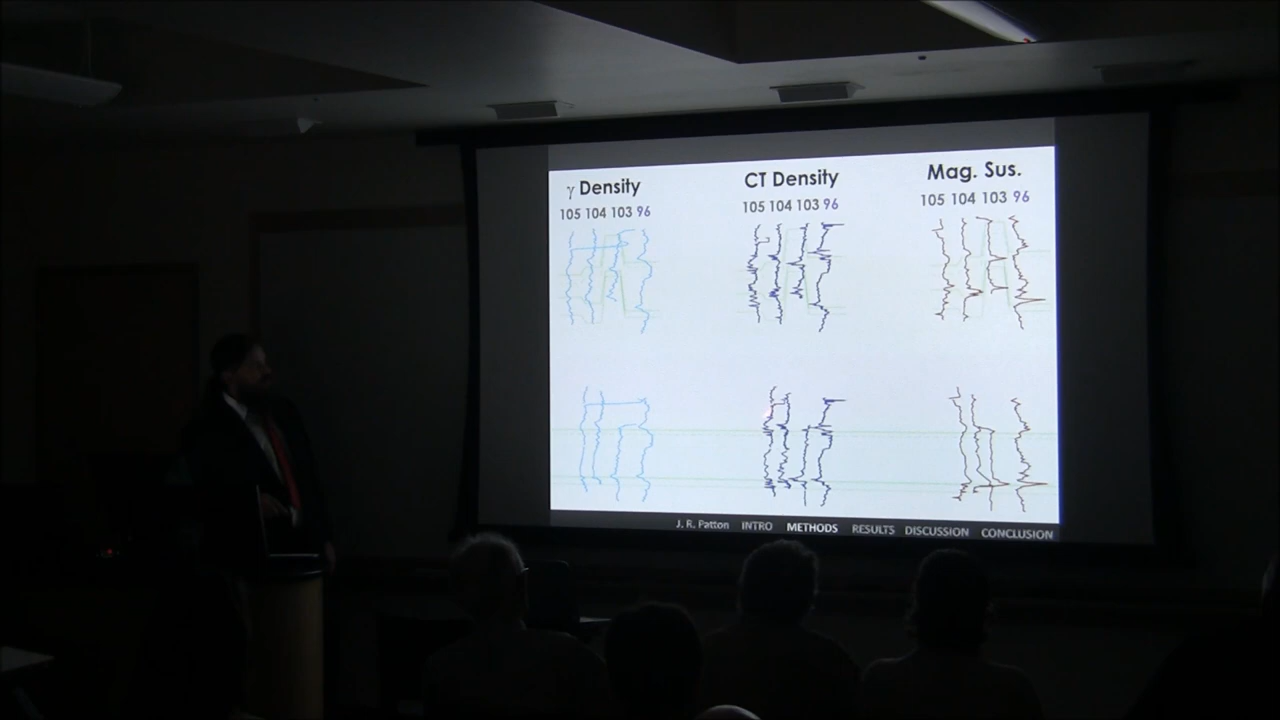 γ Density
105 104 103 96
CT Density
105 104 103 96
Mag. Sus.
105 104 103 96
J. R. Patton INTRO METHODS RESULTS DISCUSSION CONCLUSION